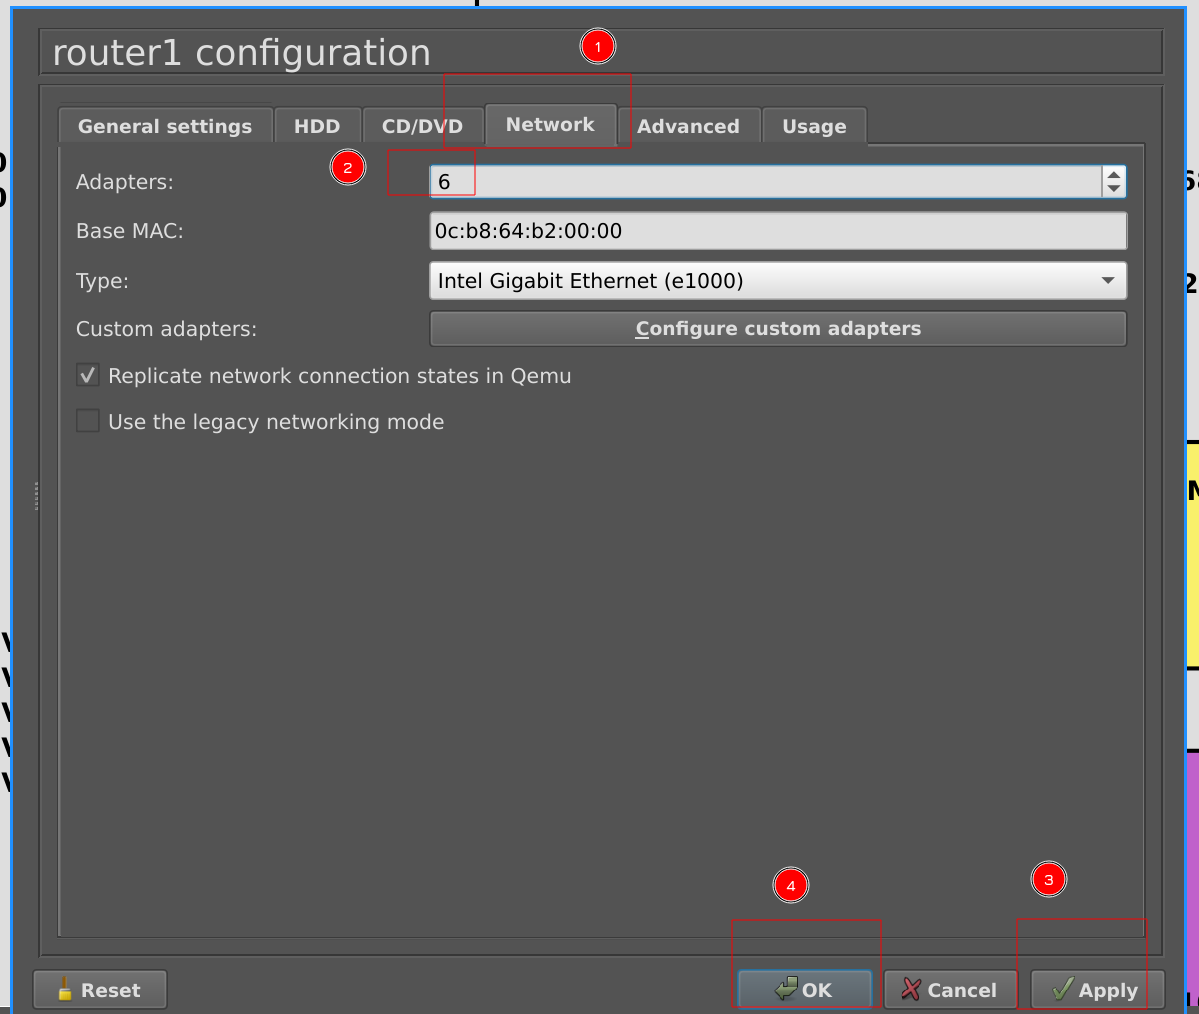 router1 configuration
1
General settings HDD CD/DVD Network Advanced Usage
2
Adapters: 6
Base MAC: 0c:b8:64:b2:00:00
Type: Intel Gigabit Ethernet (e1000)
Custom adapters: Configure custom adapters
Replicate network connection states in Qemu
Use the legacy networking mode
4 3
Reset OK Cancel Apply